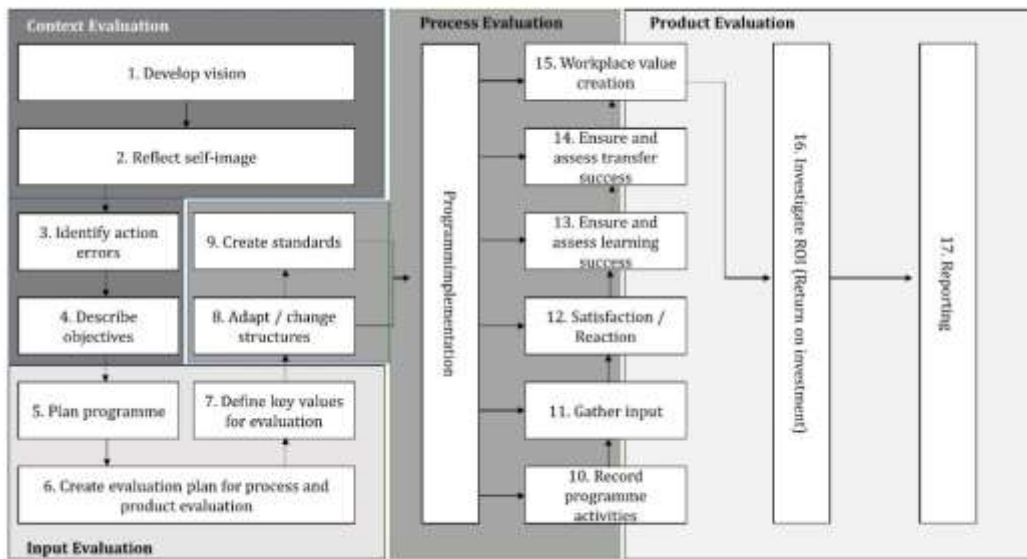 Context Evaluation
1. Develop vision
2. Reflect self-image
3. Identify action
errors
4. Describe
objectives
5. Plan programme
6. Create evaluation plan for process and
product evaluation
7. Define key values
for evaluation
8. Adapt / change
structures
9. Create standards
Input Evaluation
Process Evaluation
Programmimplementation
10. Record
programme
activities
11. Gather input
12. Satisfaction /
Reaction
13. Ensure and
assess learning
success
14. Ensure and
assess transfer
success
15. Workplace value
creation
Product Evaluation
16. Investigate ROI (Return on investment)
17. Reporting